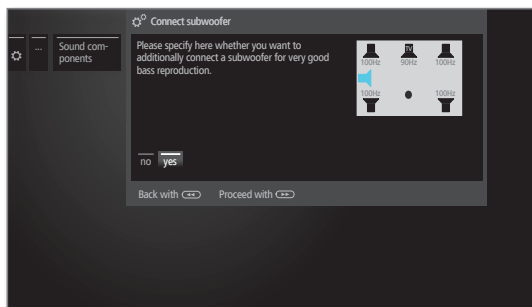 Connect subwoofer
...
Sound com-
ponents
Please specify here whether you want to
additionally connect a subwoofer for very good
bass reproduction.
TV
100Hz 90Hz 100Hz
100Hz 100Hz
no yes
Back with Proceed with